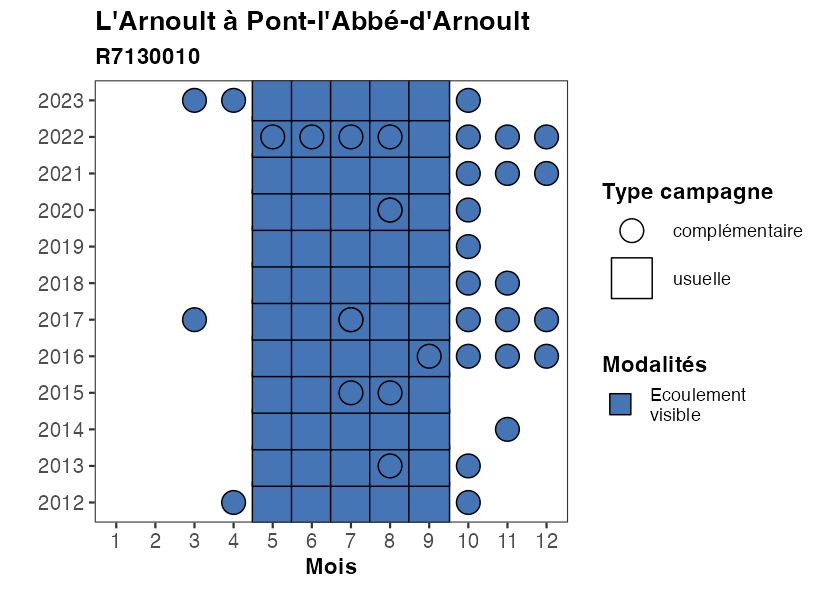 L'Arnoult à Pont-l'Abbé-d'Arnoult
R7130010
2023
2022
2021
2020
2019
2018
2017
2016
2015
2014
2013
2012
1 2 3 4 5 6 7 8 9 10 11 12
Mois
Type campagne
complémentaire
usuelle
Modalités
Ecoulement
visible